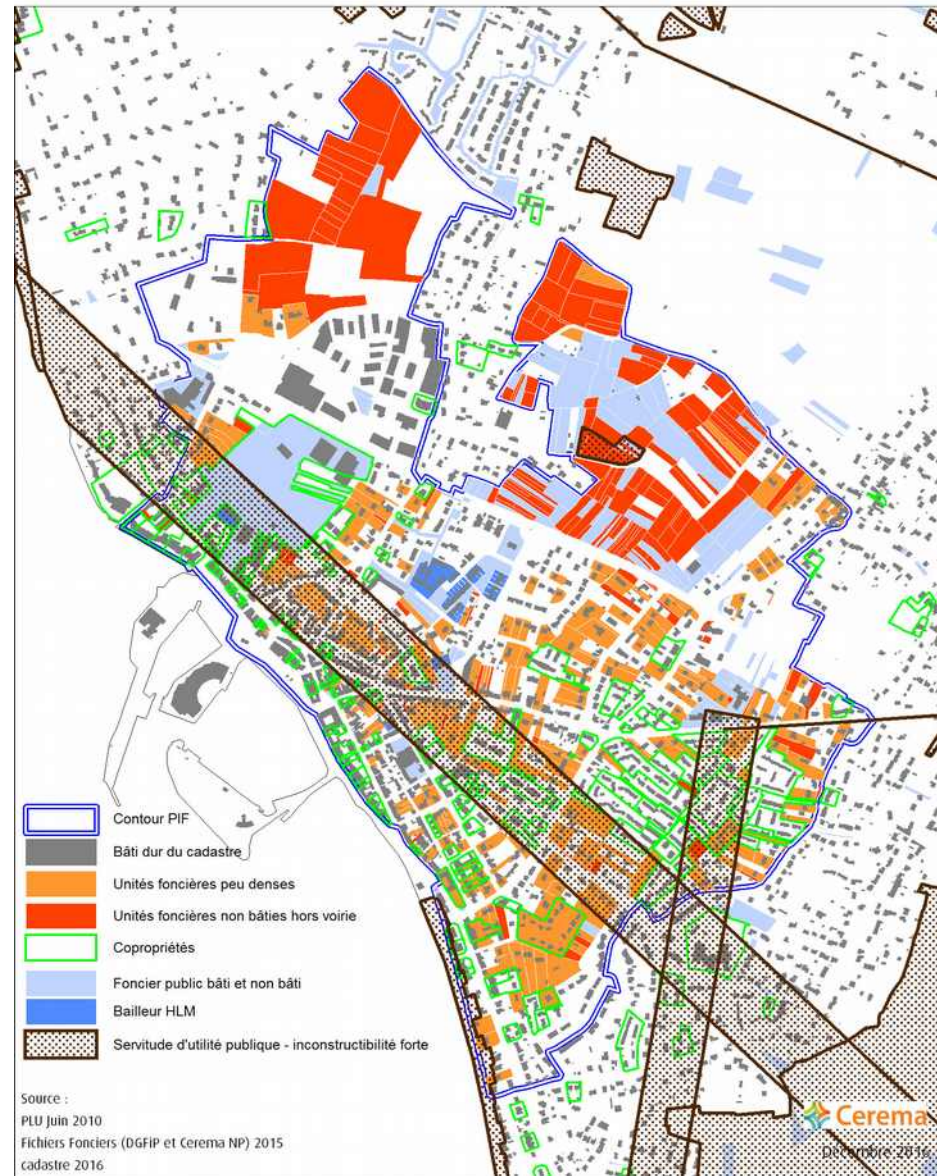 Contour PIF
Bâti dur du cadastre
Unités foncières peu denses
Unités foncières non bâties hors voirie
Copropriétés
Foncier public bâti et non bâti
Bailleur HLM
Servitude d'utilité publique - inconstructibilité forte
Source :
PLU Juin 2010
Fichiers Fonciers (DGFiP et Cerema NP) 2015
cadastre 2016
Cerema
Décembre 2016